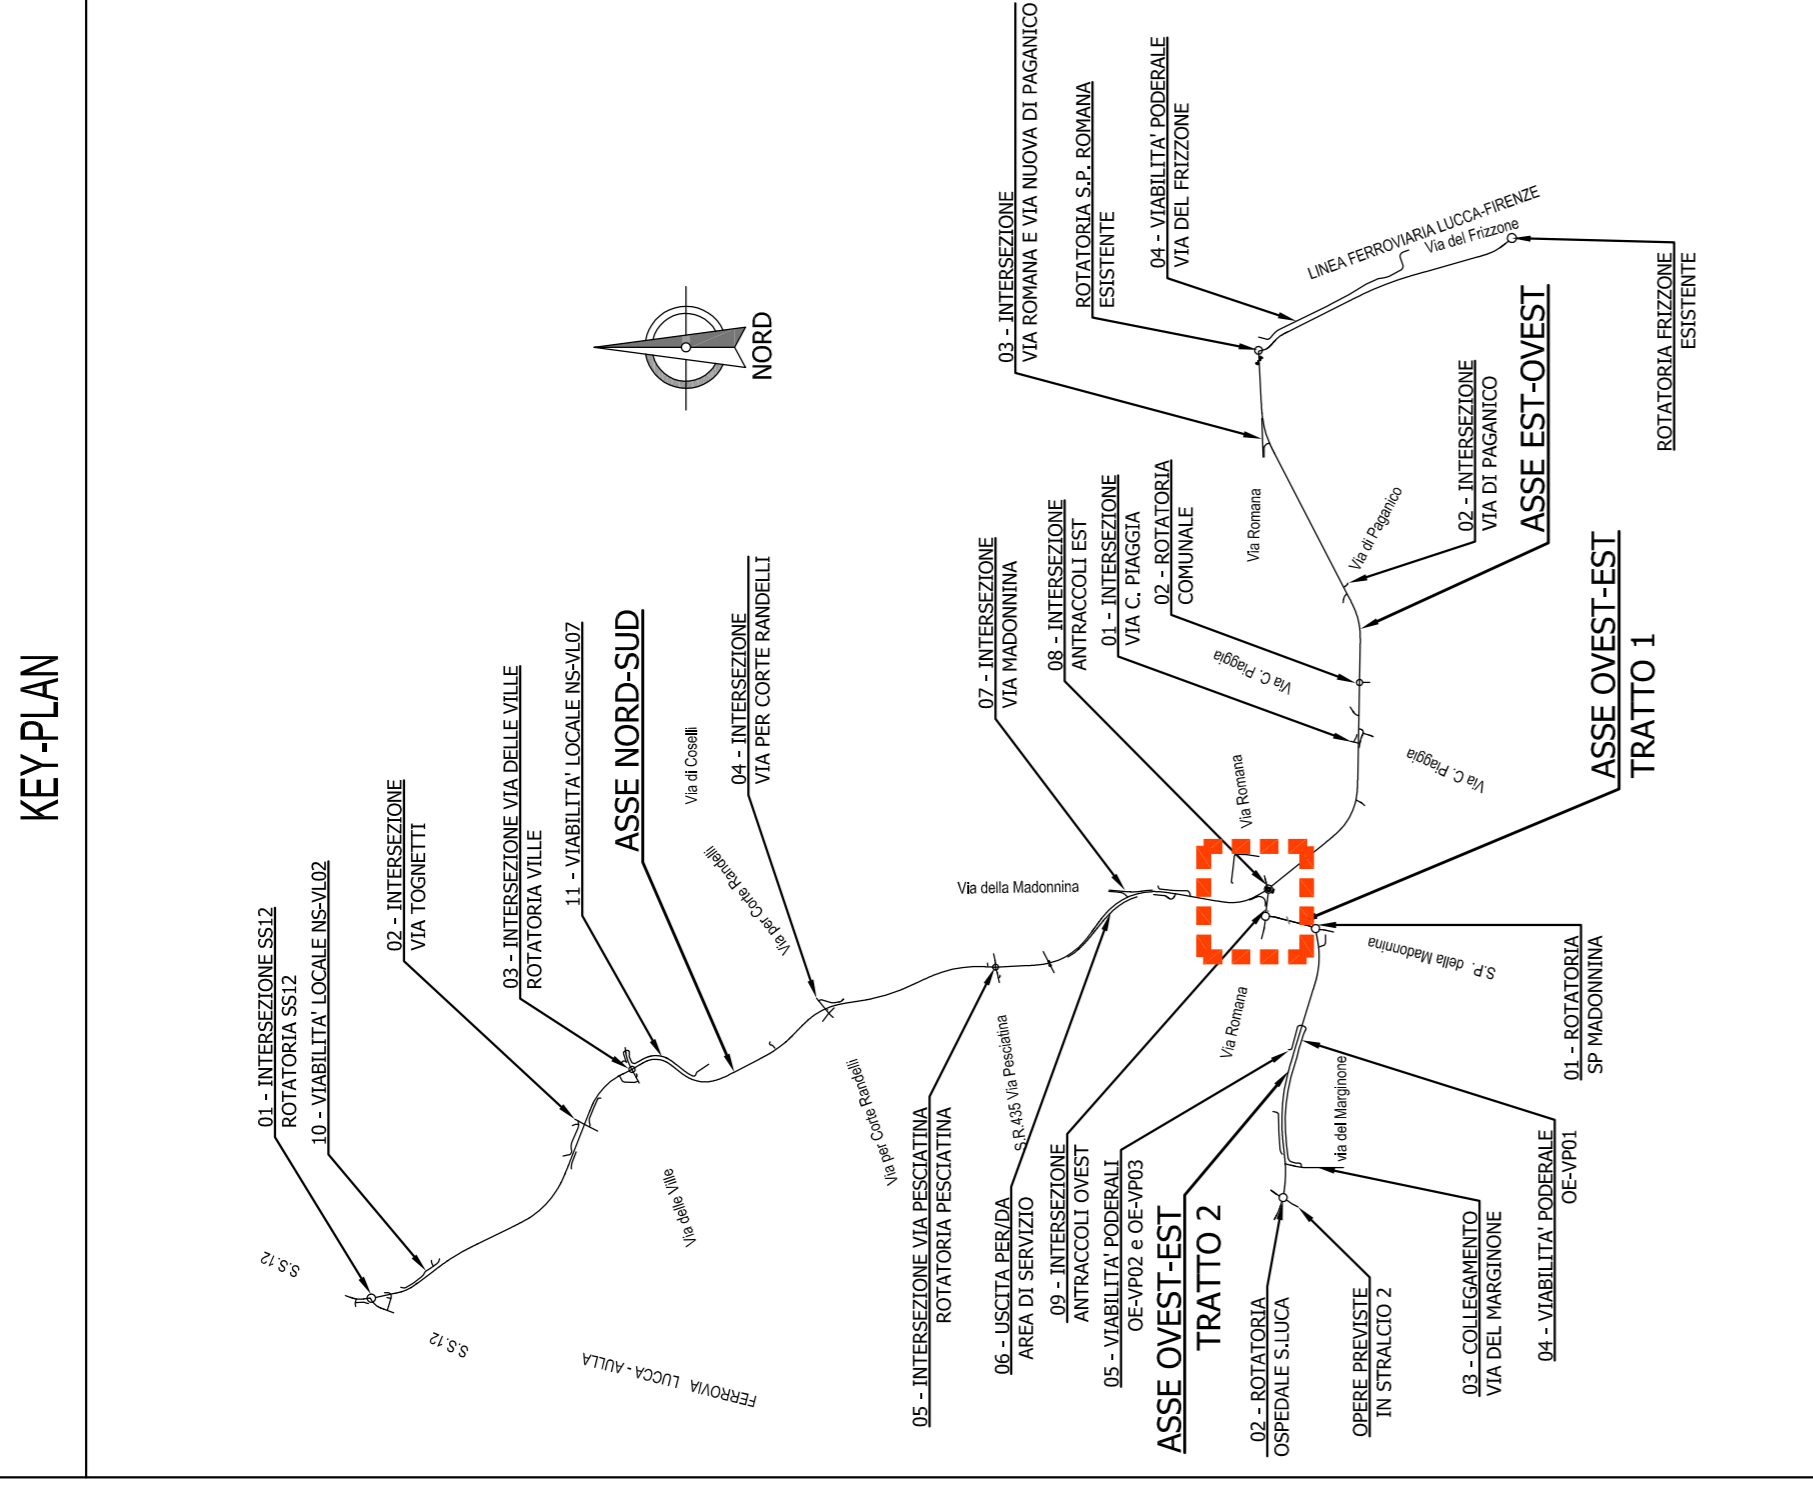 KEY-PLAN
NORD
01 - INTERSEZIONE SS12
ROTATORIA SS12
10 - VIABILITA' LOCALE NS-VL02
02 - INTERSEZIONE
VIA TOGNETTI
03 - INTERSEZIONE VIA DELLE VILLE
ROTATORIA VILLE
11 - VIABILITA' LOCALE NS-VL07
ASSE NORD-SUD
Via di Coselli
04 - INTERSEZIONE
VIA PER CORTE RANDELLI
Via per Corte Randelli
S.S.12
S.S.12
FERROVIA LUCCA - AULLA
Via delle Ville
Via per Corte Randelli
05 - INTERSEZIONE VIA PESCIATINA
ROTATORIA PESCIATINA
S.R.435 Via Pesciatina
06 - USCITA PER/DA
AREA DI SERVIZIO
Via della Madonnina
07 - INTERSEZIONE
VIA MADONNINA
08 - INTERSEZIONE
ANTRACCOLI EST
09 - INTERSEZIONE
ANTRACCOLI OVEST
01 - INTERSEZIONE
VIA C. PIAGGIA
02 - ROTATORIA
COMUNALE
Via C. Piaggia
Via C. Piaggia
Via Romana
Via Romana
Via Romana
03 - INTERSEZIONE
VIA ROMANA E VIA NUOVA DI PAGANICO
ROTATORIA S.P. ROMANA
ESISTENTE
04 - VIABILITA' PODERALE
VIA DEL FRIZZONE
LINEA FERROVIARIA LUCCA-FIRENZE
Via del Frizzone
ROTATORIA FRIZZONE
ESISTENTE
Via di Paganico
02 - INTERSEZIONE
VIA DI PAGANICO
ASSE EST-OVEST
ASSE OVEST-EST
TRATTO 1
01 - ROTATORIA
SP MADONNINA
S.P. della Madonnina
05 - VIABILITA' PODERALI
OE-VP02 e OE-VP03
ASSE OVEST-EST
TRATTO 2
02 - ROTATORIA
OSPEDALE S.LUCA
OPERE PREVISTE
IN STRALCIO 2
via del Marginone
03 - COLLEGAMENTO
VIA DEL MARGINONE
04 - VIABILITA' PODERALE
OE-VP01